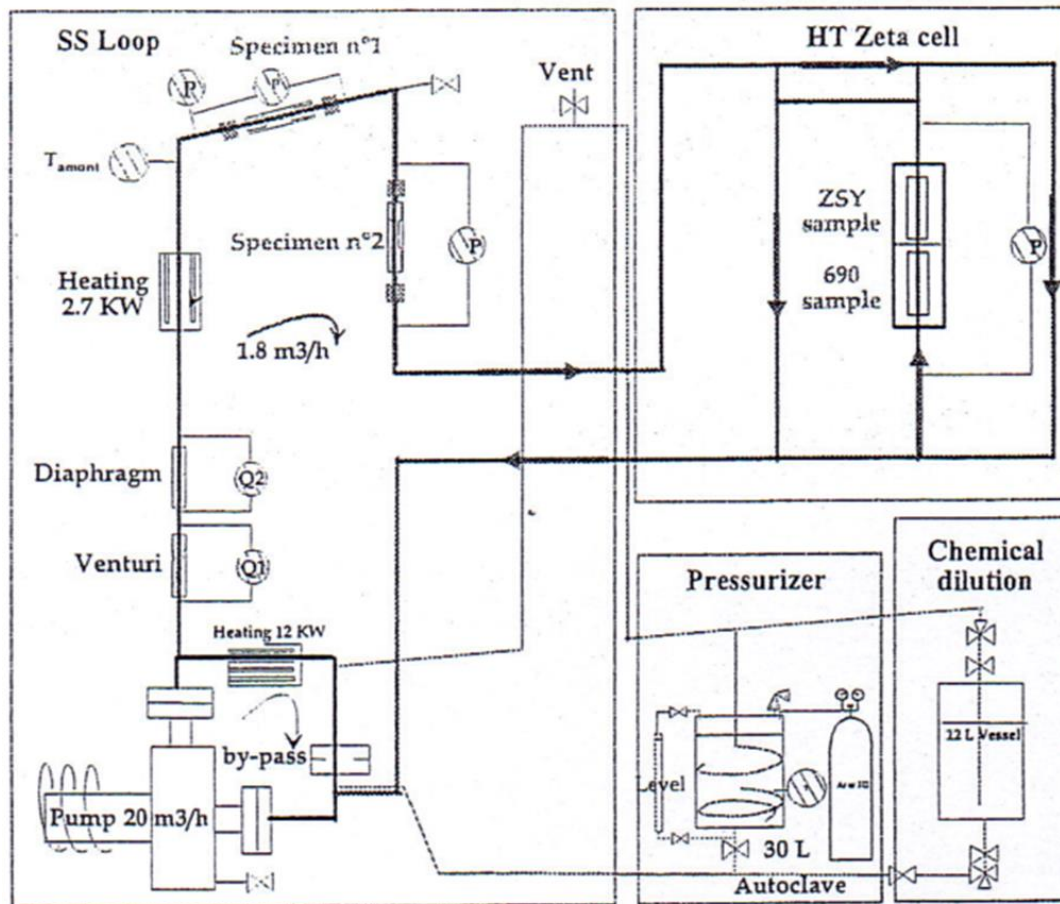 SS Loop
Specimen n°1
P
P
T amont
Vent
HT Zeta cell
Specimen n°2
P
Heating
2.7 KW
1.8 m3/h
ZSY
sample
690
sample
P
Diaphragm
Q2
Venturi
Q1
Heating 12 KW
by-pass
Pump 20 m3/h
Pressurizer
Level
30 L
Autoclave
Chemical
dilution
12 L Vessel